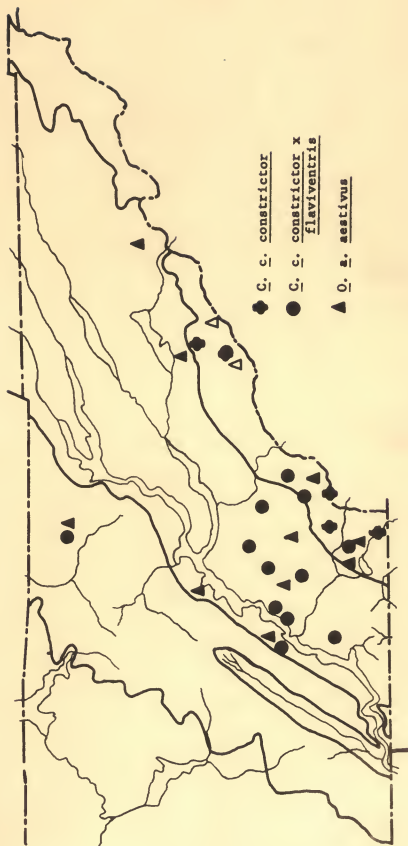 C. c. constrictor
C. c. constrictor x
flaviventris
O. a. aestivus